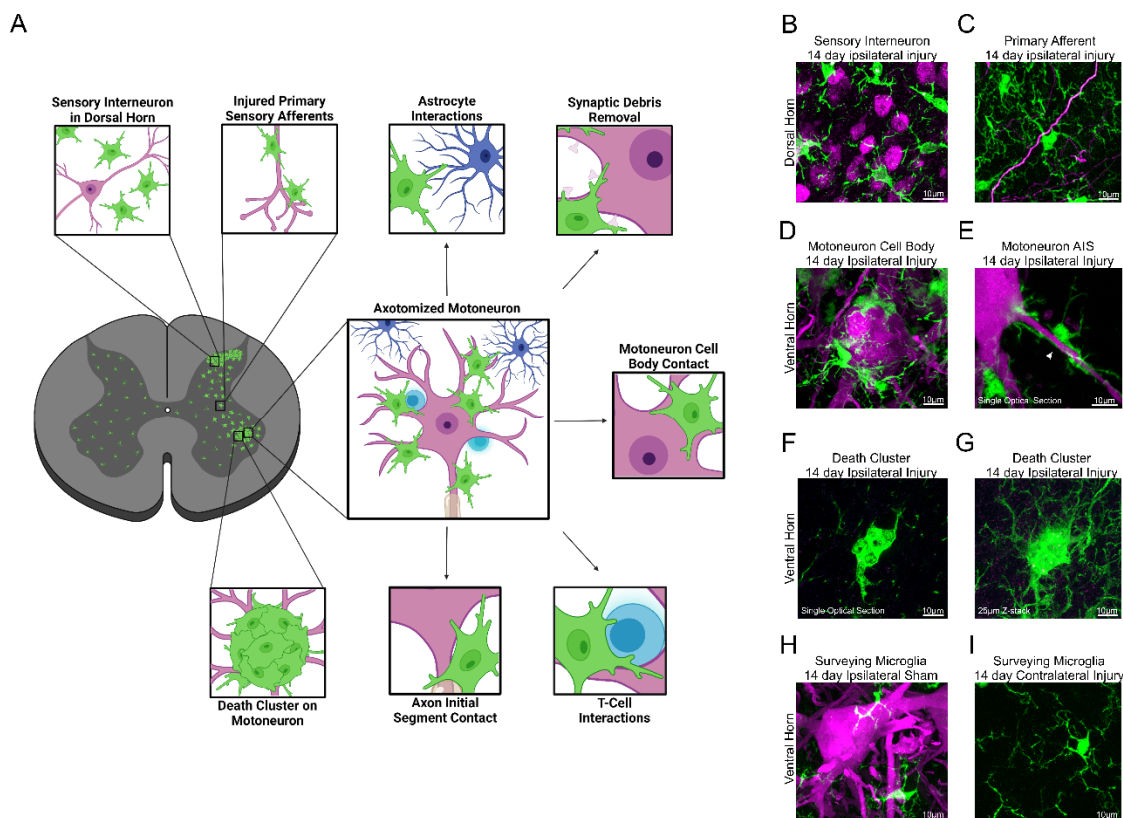 A
Sensory Interneuron
in Dorsal Horn
Injured Primary
Sensory Afferents
Astrocyte
Interactions
Synaptic Debris
Removal
Axotomized Motoneuron
Motoneuron Cell
Body Contact
Death Cluster on
Motoneuron
Axon Initial
Segment Contact
T-Cell
Interactions
B
Sensory Interneuron
14 day ipsilateral injury
Dorsal Horn
10µm
C
Primary Afferent
14 day ipsilateral injury
10µm
D
Motoneuron Cell Body
14 day Ipsilateral Injury
Ventral Horn
10µm
E
Motoneuron AIS
14 day Ipsilateral Injury
Single Optical Section
10µm
F
Death Cluster
14 day Ipsilateral Injury
Ventral Horn
Single Optical Section
10µm
G
Death Cluster
14 day Ipsilateral Injury
25µm Z-stack
10µm
H
Surveying Microglia
14 day Ipsilateral Sham
Ventral Horn
10µm
I
Surveying Microglia
14 day Contralateral Injury
10µm